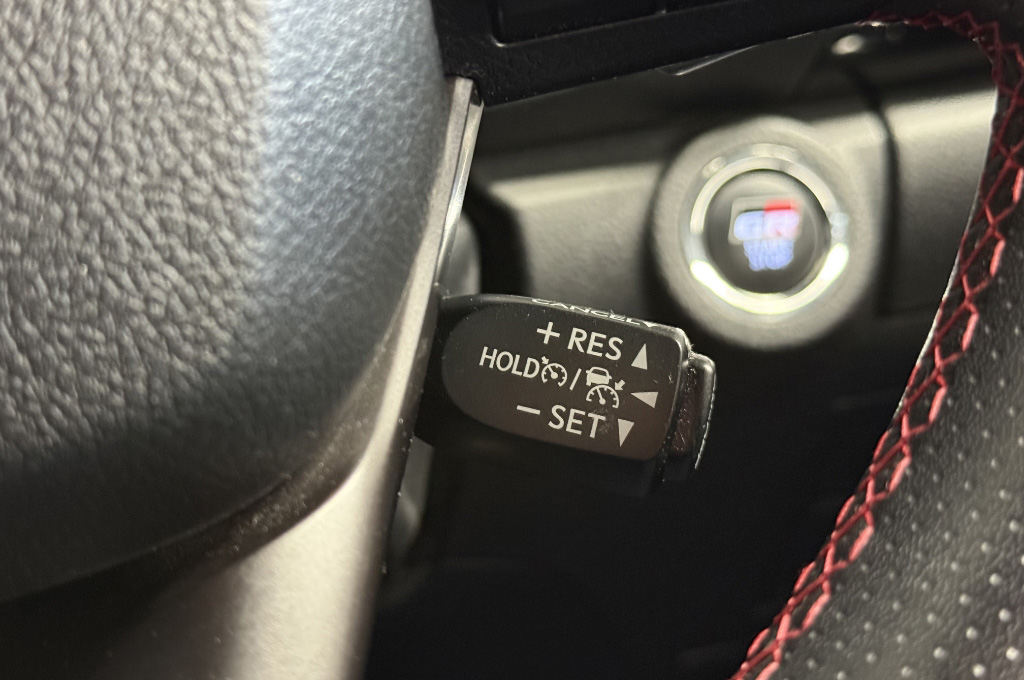 CANCEL
+ RES ▲
HOLD / ◀
− SET ▼